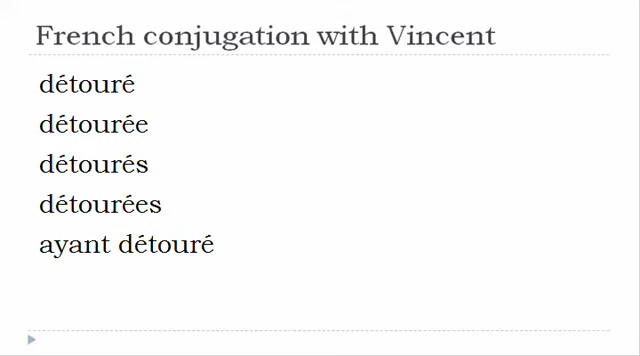 French conjugation with Vincent
détouré
détourée
détourés
détourées
ayant détouré